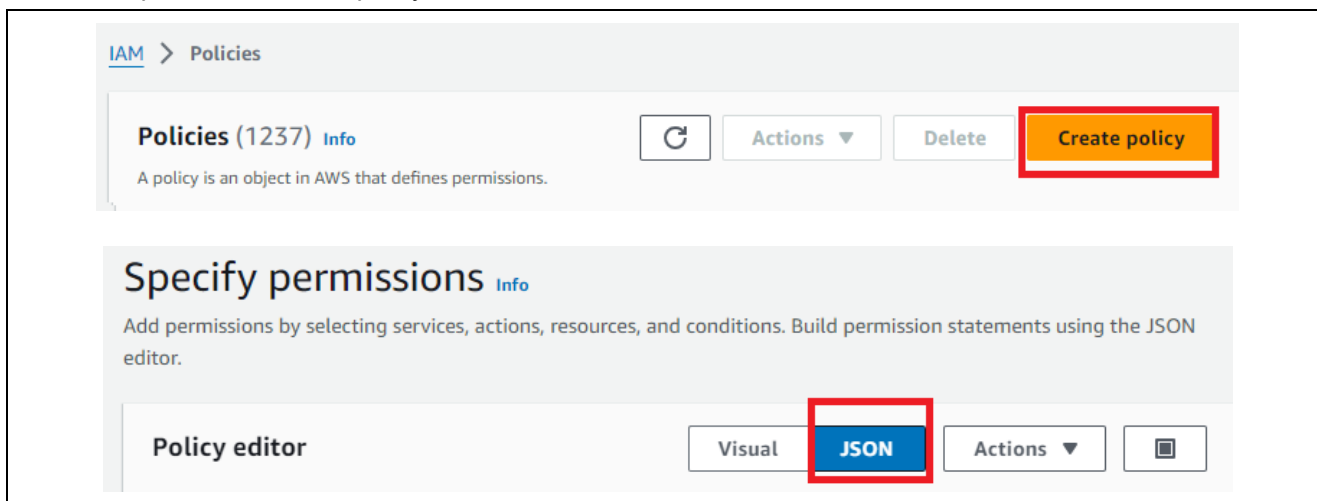 IAM > Policies
Policies (1237) Info
Actions ▼
Delete
Create policy
A policy is an object in AWS that defines permissions.
Specify permissions Info
Add permissions by selecting services, actions, resources, and conditions. Build permission statements using the JSON
editor.
Policy editor
Visual
JSON
Actions ▼